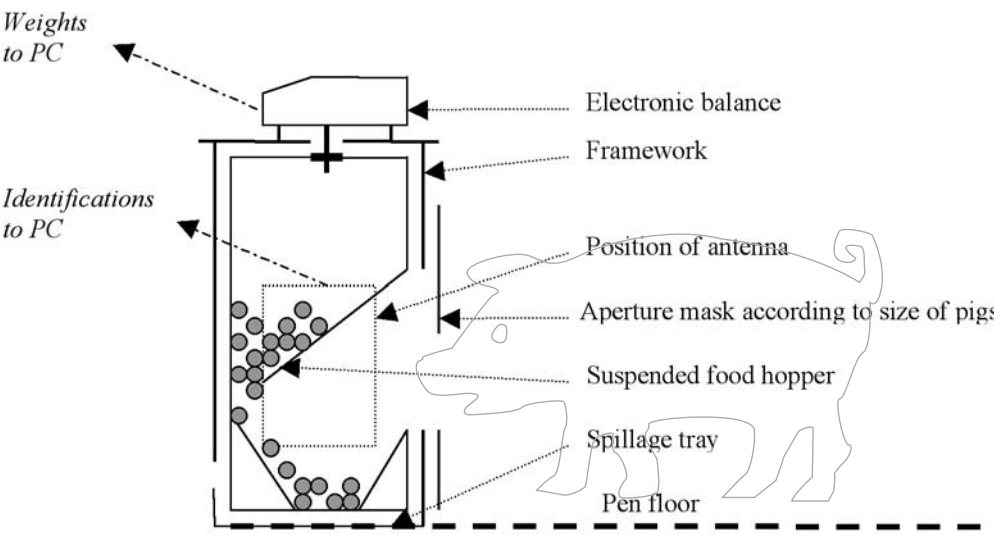 Weights
to PC
Electronic balance
Framework
Identifications
to PC
Position of antenna
Aperture mask according to size of pigs
Suspended food hopper
Spillage tray
Pen floor